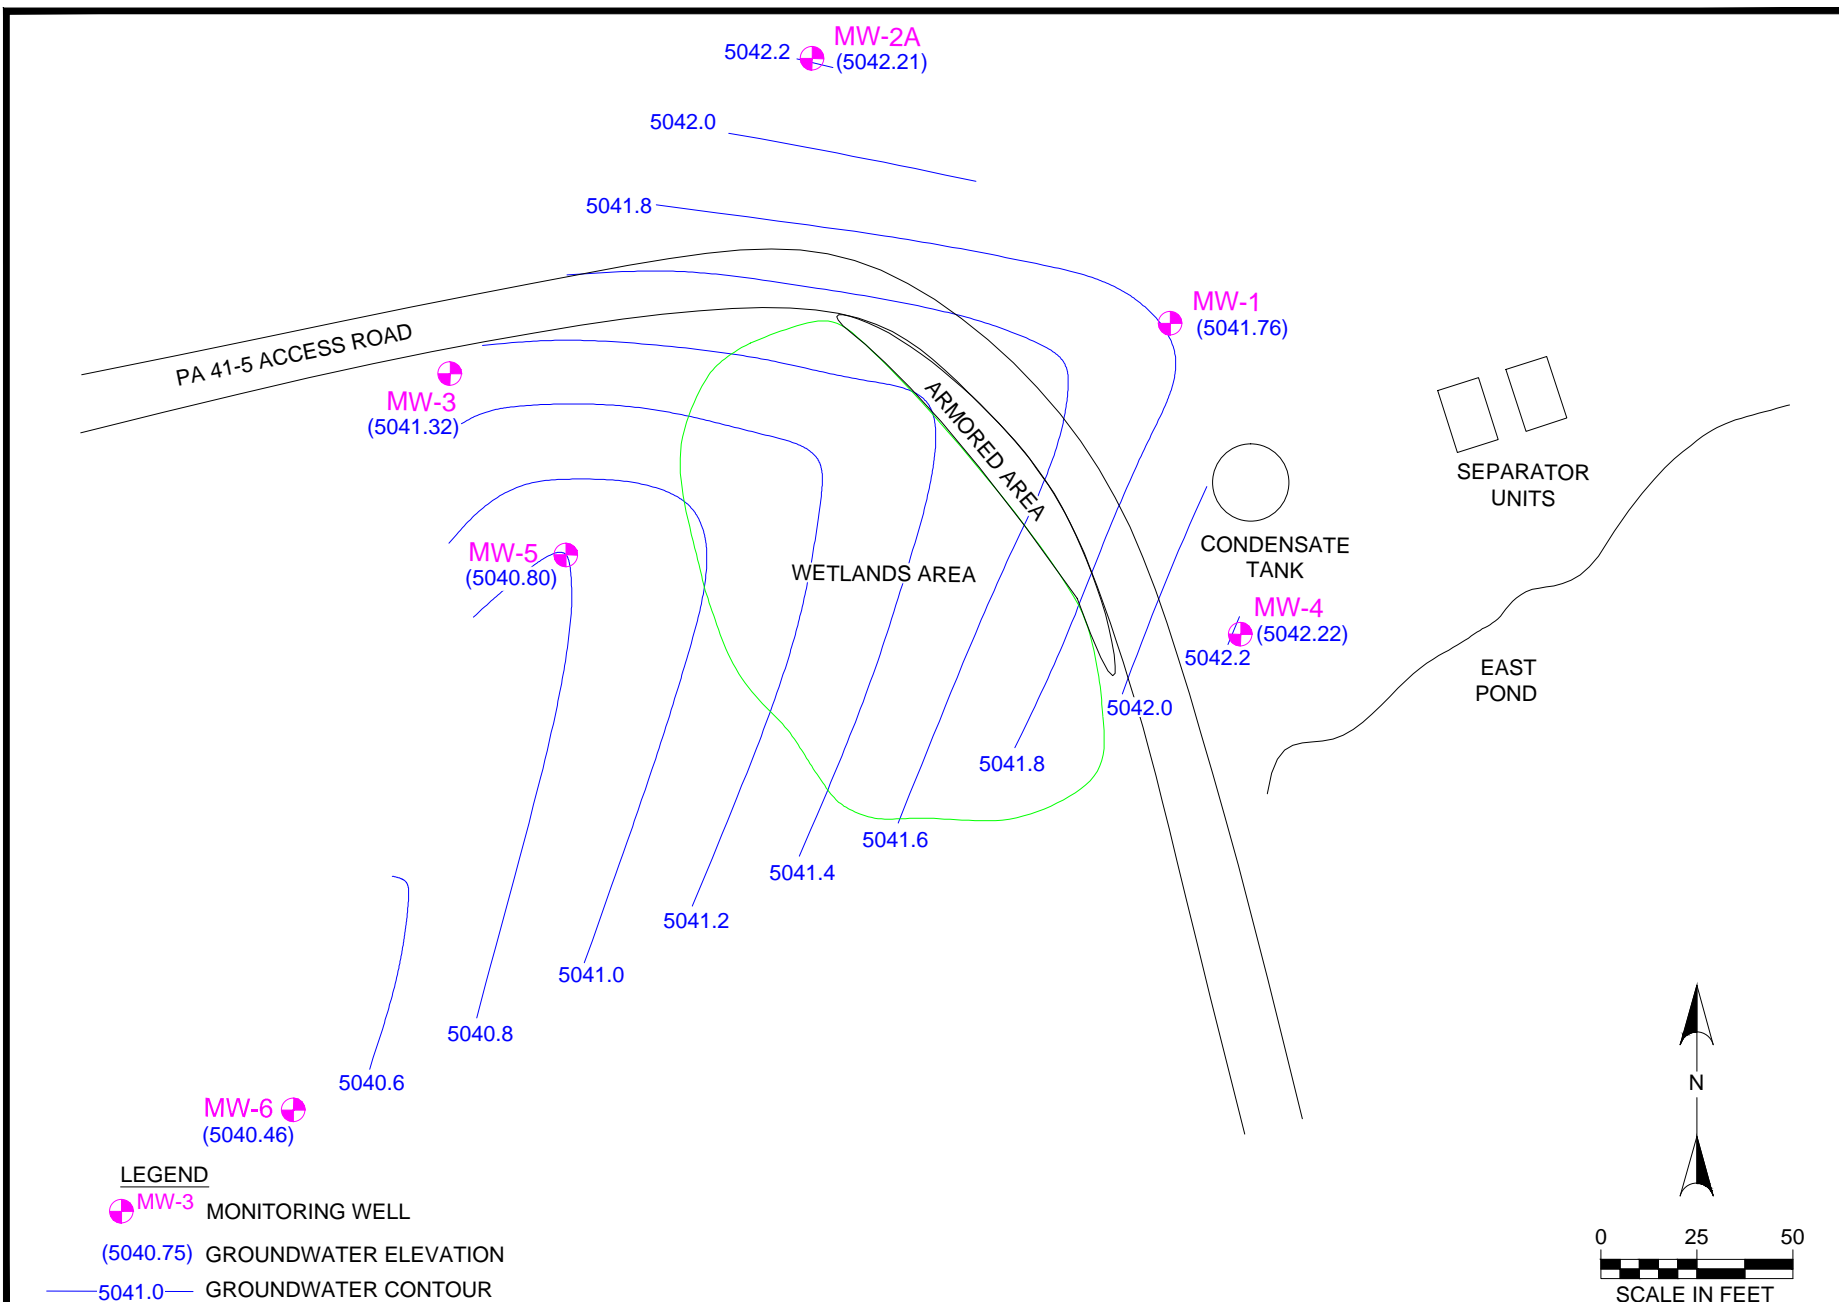 MW-2A
5042.2
(5042.21)
5042.0
5041.8
MW-1
(5041.76)
PA 41-5 ACCESS ROAD
MW-3
(5041.32)
ARMORED AREA
SEPARATOR
UNITS
CONDENSATE
TANK
MW-5
(5040.80)
WETLANDS AREA
MW-4
(5042.22)
5042.2
EAST
POND
5042.0
5041.8
5041.6
5041.4
5041.2
5041.0
5040.8
5040.6
MW-6
(5040.46)
N
LEGEND
MW-3 MONITORING WELL
(5040.75) GROUNDWATER ELEVATION
5041.0 GROUNDWATER CONTOUR
0 25 50
SCALE IN FEET